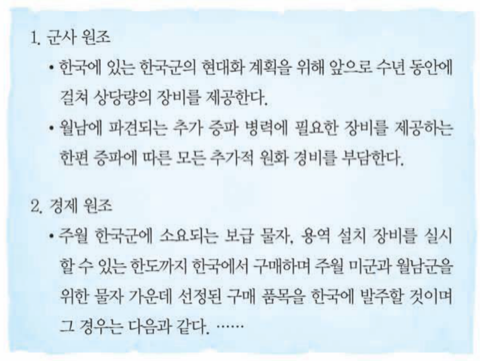 1. 군사 원조
• 한국에 있는 한국군의 현대화 계획을 위해 앞으로 수년 동안에
걸쳐 상당량의 장비를 제공한다.
• 월남에 파견되는 추가 증파 병력에 필요한 장비를 제공하는
한편 증파에 따른 모든 추가적 원화 경비를 부담한다.
2. 경제 원조
• 주월 한국군에 소요되는 보급 물자, 용역 설치 장비를 실시
할 수 있는 한도까지 한국에서 구매하며 주월 미군과 월남군을
위한 물자 가운데 선정된 구매 품목을 한국에 발주할 것이며
그 경우는 다음과 같다. ……